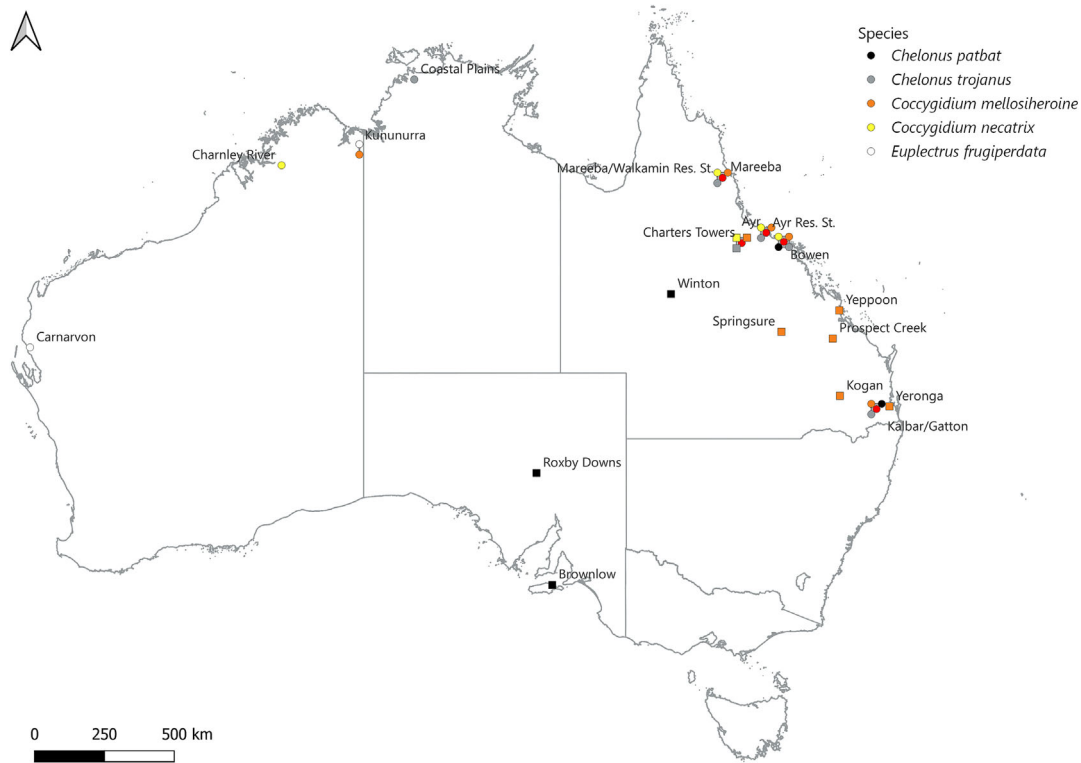 Species
Chelonus patbat
Chelonus trojanus
Coccygidium mellosiheroine
Coccygidium necatrix
Euplectrus frugiperdata
Coastal Plains
Kununurra
Charnley River
Mareeba/Walkamin Res. St.
Mareeba
Ayr
Ayr Res. St.
Charters Towers
Bowen
Winton
Yeppoon
Springsure
Prospect Creek
Carnarvon
Kogan
Yeronga
Kalbar/Gatton
Roxby Downs
Brownlow
0 250 500 km